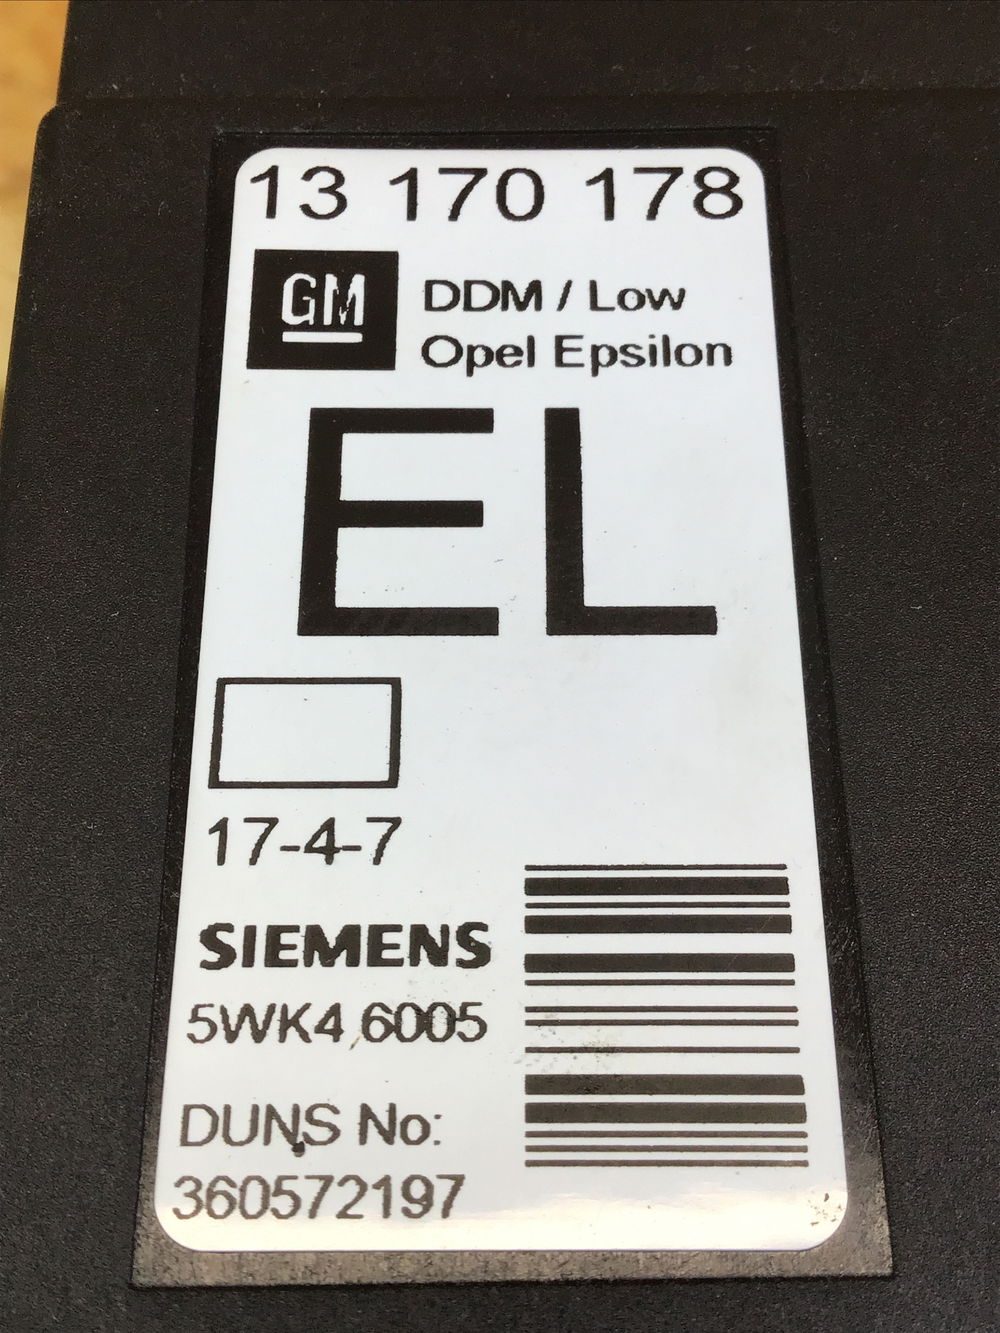 13 170 178
GM
DDM / Low
Opel Epsilon
EL
17-4-7
SIEMENS
5WK4 6005
DUNS No:
360572197